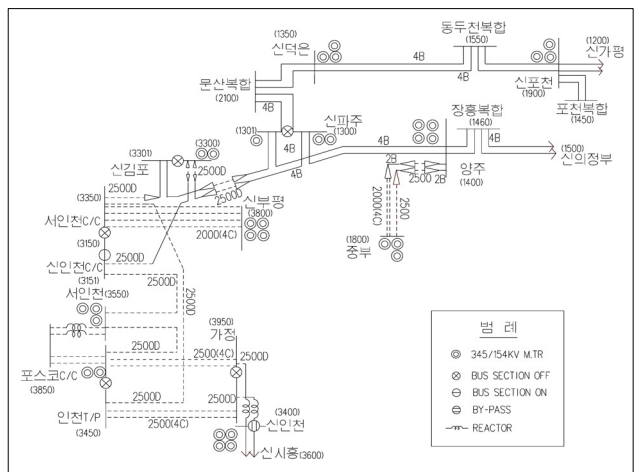 동두천복합
(1550)
(1350)
신덕은
(1200)
신가평
4B
4B
문산복합
(2100)
4B
신포천
(1900)
포천복합
(1450)
신파주
(1301)
(1300)
4B
장흥복합
(1460)
4B
4B
(1500)
신의정부
(3301)
(3300)
신김포
2500D
4B
2B
2500
2B
양주
(1400)
2500D
2500D
(3350)
신부평
(3800)
서인천C/C
2000(4C)
2000(4C)
2500
(1800)
중부
(3150)
신인천C/C
(3151)
2500D
서인천(3550)
2500D
2500D
(3950)
가정
2500D
2500(4C)
2500D
포스코C/C
(3850)
2500D
2500D
인천T/P
(3450)
2500(4C)
(3400)
신인천
신시흥(3600)
범 례
345/154KV M.TR
BUS SECTION OFF
BUS SECTION ON
BY-PASS
REACTOR